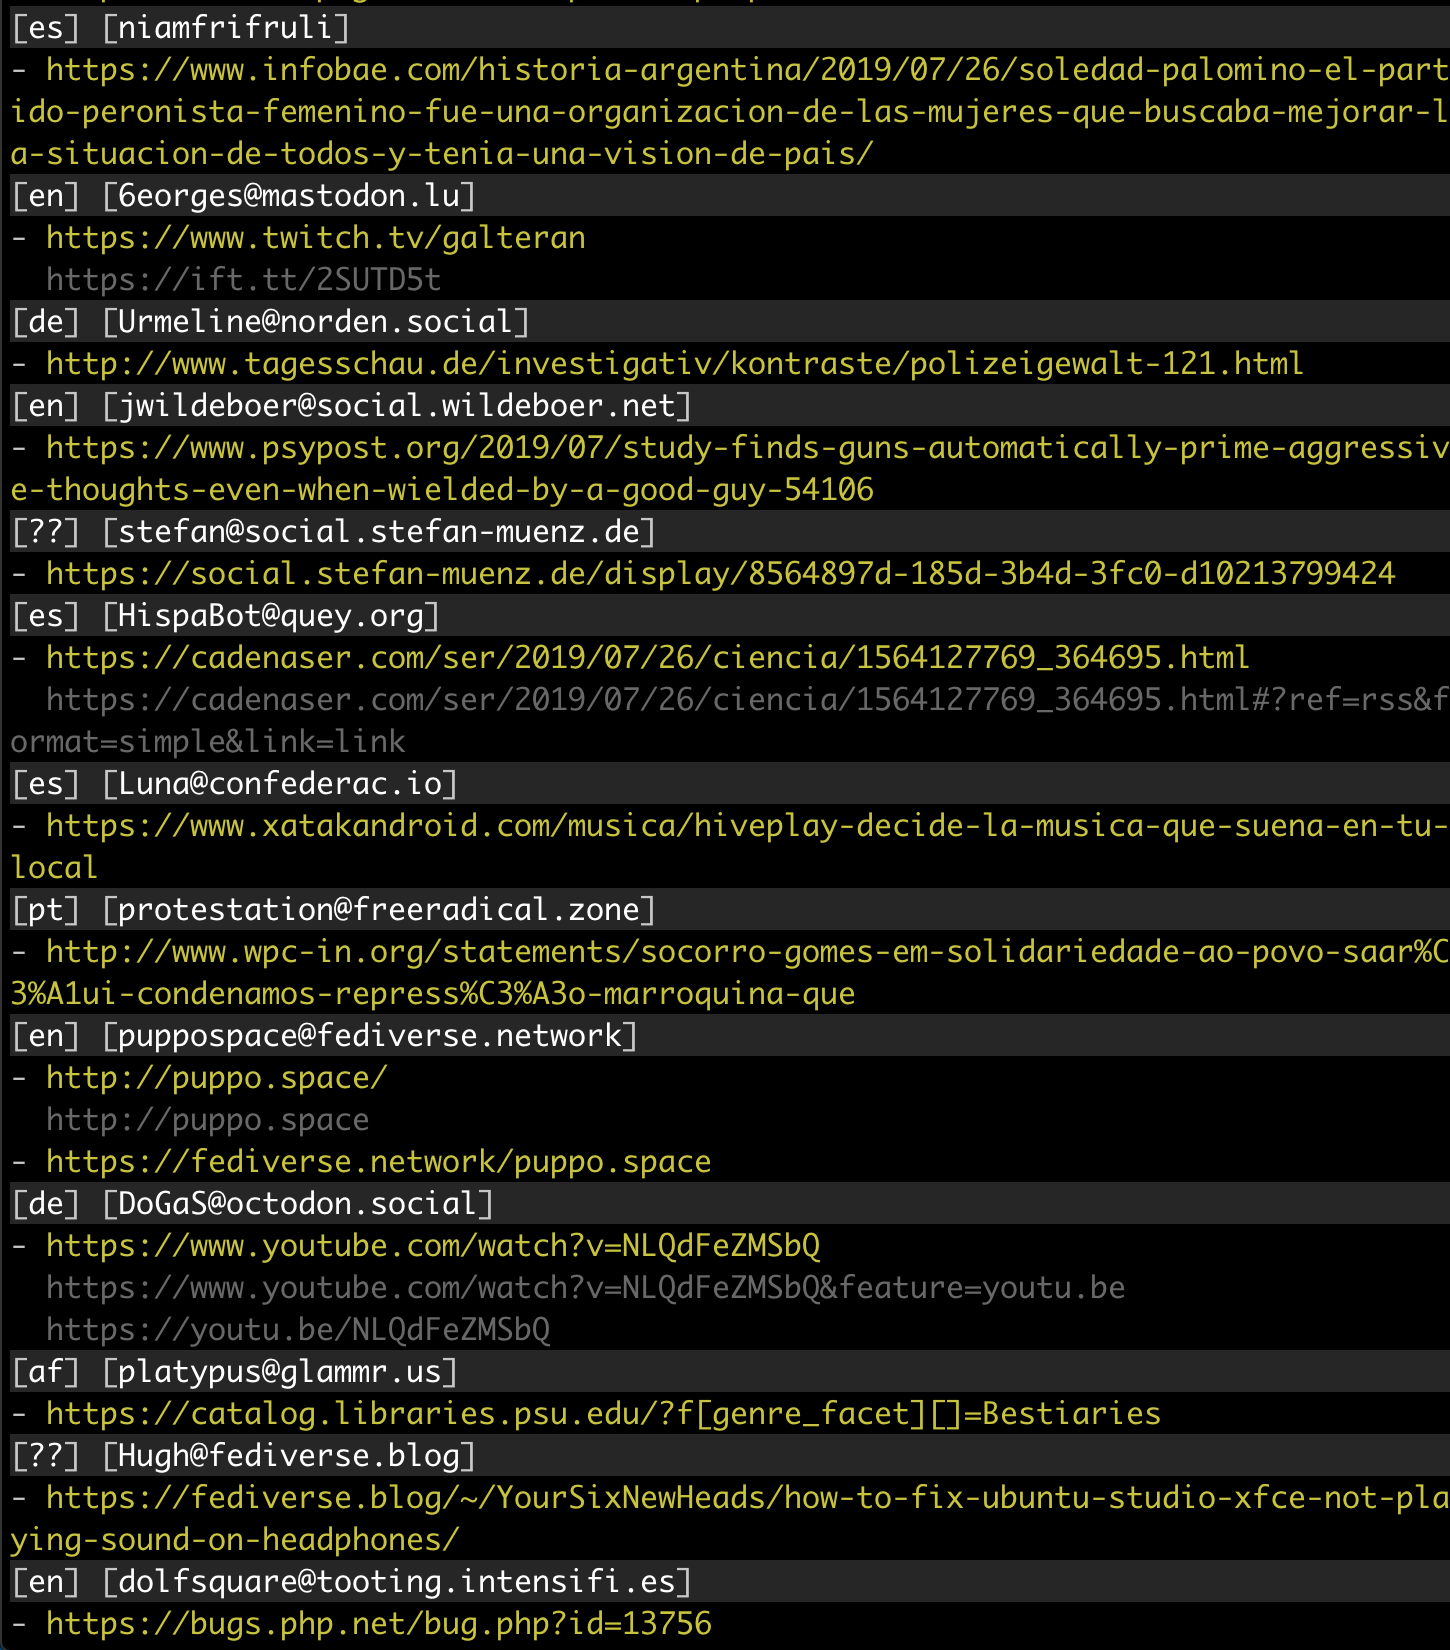 [es] [niamfrifruli]
- https://www.infobae.com/historia-argentina/2019/07/26/soledad-palomino-el-part
ido-peronista-femenino-fue-una-organizacion-de-las-mujeres-que-buscaba-mejorar-l
a-situacion-de-todos-y-tenia-una-vision-de-pais/
[en] [6eorges@mastodon.lu]
- https://www.twitch.tv/galteran
https://ift.tt/2SUTD5t
[de] [Urmeline@norden.social]
- http://www.tagesschau.de/investigativ/kontraste/polizeigewalt-121.html
[en] [jwildeboer@social.wildeboer.net]
- https://www.psypost.org/2019/07/study-finds-guns-automatically-prime-aggressiv
e-thoughts-even-when-wielded-by-a-good-guy-54106
[??] [stefan@social.stefan-muenz.de]
- https://social.stefan-muenz.de/display/8564897d-185d-3b4d-3fc0-d10213799424
[es] [HispaBot@quey.org]
- https://cadenaser.com/ser/2019/07/26/ciencia/1564127769_364695.html
https://cadenaser.com/ser/2019/07/26/ciencia/1564127769_364695.html#?ref=rss&f
ormat=simple&link=link
[es] [Luna@confederac.io]
- https://www.xatakandroid.com/musica/hiveplay-decide-la-musica-que-suena-en-tu-
local
[pt] [protestation@freeradical.zone]
- http://www.wpc-in.org/statements/socorro-gomes-em-solidariedade-ao-povo-saar%C
3%A1ui-condenamos-repress%C3%A3o-marroquina-que
[en] [puppospace@fediverse.network]
- http://puppo.space/
http://puppo.space
- https://fediverse.network/puppo.space
[de] [DoGaS@octodon.social]
- https://www.youtube.com/watch?v=NLQdFeZMSbQ
https://www.youtube.com/watch?v=NLQdFeZMSbQ&feature=youtu.be
https://youtu.be/NLQdFeZMSbQ
[af] [platypus@glammr.us]
- https://catalog.libraries.psu.edu/?f[genre_facet][]=Bestiaries
[??] [Hugh@fediverse.blog]
- https://fediverse.blog/~/YourSixNewHeads/how-to-fix-ubuntu-studio-xfce-not-pla
ying-sound-on-headphones/
[en] [dolfsquare@tooting.intensifi.es]
- https://bugs.php.net/bug.php?id=13756